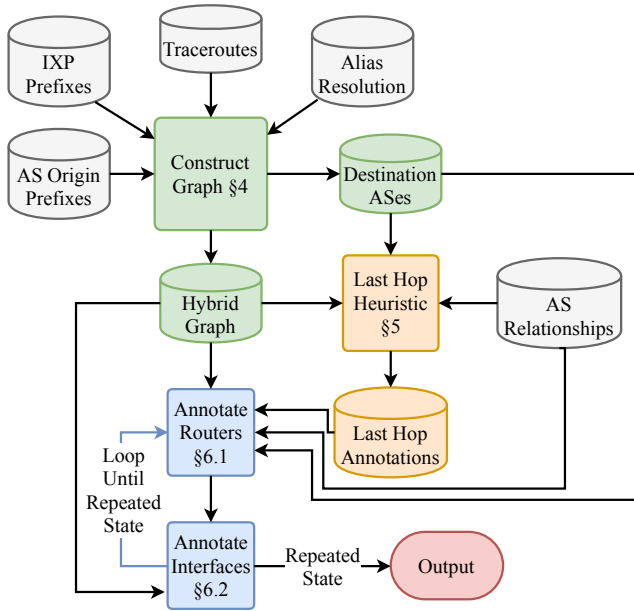 IXP
Prefixes
Traceroutes
Alias
Resolution
AS Origin
Prefixes
Construct
Graph §4
Destination
ASes
Hybrid
Graph
Last Hop
Heuristic
§5
AS
Relationships
Annotate
Routers
§6.1
Last Hop
Annotations
Loop
Until
Repeated
State
Annotate
Interfaces
§6.2
Repeated
State
Output